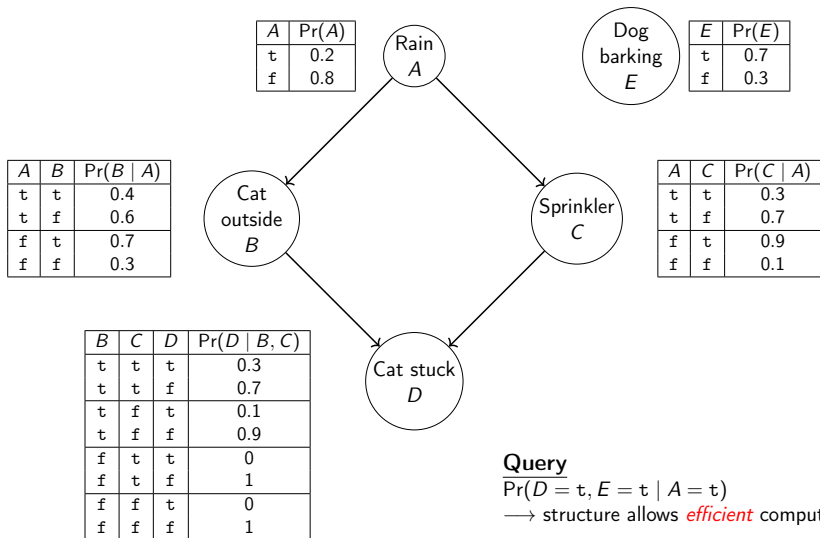 A Pr(A)
t 0.2
f 0.8
Rain
A
Dog
barking
E
E Pr(E)
t 0.7
f 0.3
A B Pr(B | A)
t t 0.4
t f 0.6
f t 0.7
f f 0.3
Cat
outside
B
Sprinkler
C
A C Pr(C | A)
t t 0.3
t f 0.7
f t 0.9
f f 0.1
B C D Pr(D | B, C)
t t t 0.3
t t f 0.7
t f t 0.1
t f f 0.9
f t t 0
f t f 1
f f t 0
f f f 1
Cat stuck
D
Query
Pr(D = t, E = t | A = t)
⟶ structure allows efficient comput